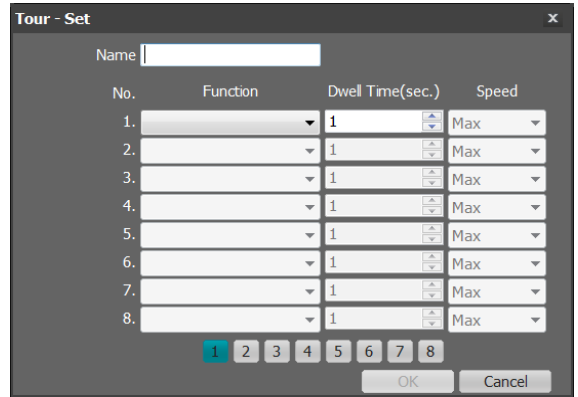 Tour - Set x
Name
No. Function Dwell Time(sec.) Speed
1. 1 Max
2. 1 Max
3. 1 Max
4. 1 Max
5. 1 Max
6. 1 Max
7. 1 Max
8. 1 Max
1 2 3 4 5 6 7 8
OK Cancel